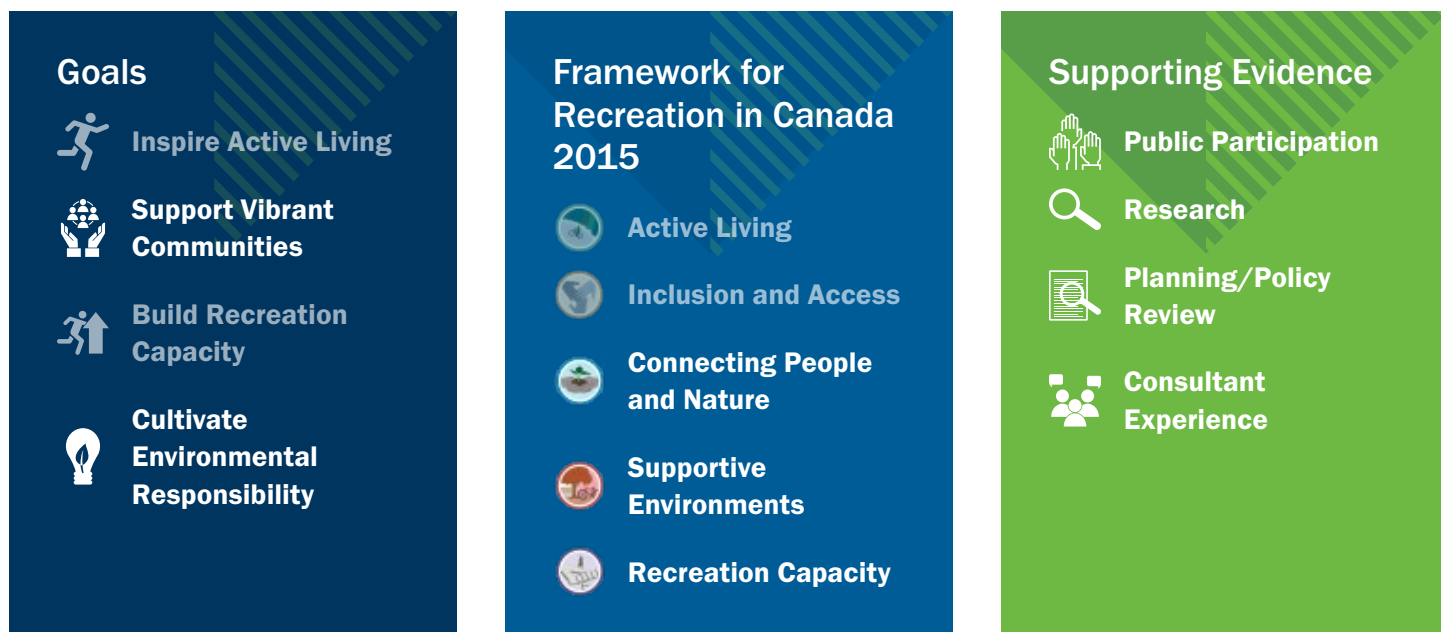 Goals
Inspire Active Living
Support Vibrant
Communities
Build Recreation
Capacity
Cultivate
Environmental
Responsibility
Framework for
Recreation in Canada
2015
Active Living
Inclusion and Access
Connecting People
and Nature
Supportive
Environments
Recreation Capacity
Supporting Evidence
Public Participation
Research
Planning/Policy
Review
Consultant
Experience